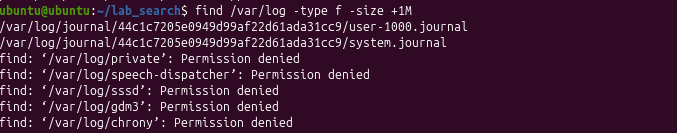 ubuntu@ubuntu:~/lab_search$ find /var/log -type f -size +1M
/var/log/journal/44c1c7205e0949d99af22d61ada31cc9/user-1000.journal
/var/log/journal/44c1c7205e0949d99af22d61ada31cc9/system.journal
find: ‘/var/log/private’: Permission denied
find: ‘/var/log/speech-dispatcher’: Permission denied
find: ‘/var/log/sssd’: Permission denied
find: ‘/var/log/gdm3’: Permission denied
find: ‘/var/log/chrony’: Permission denied